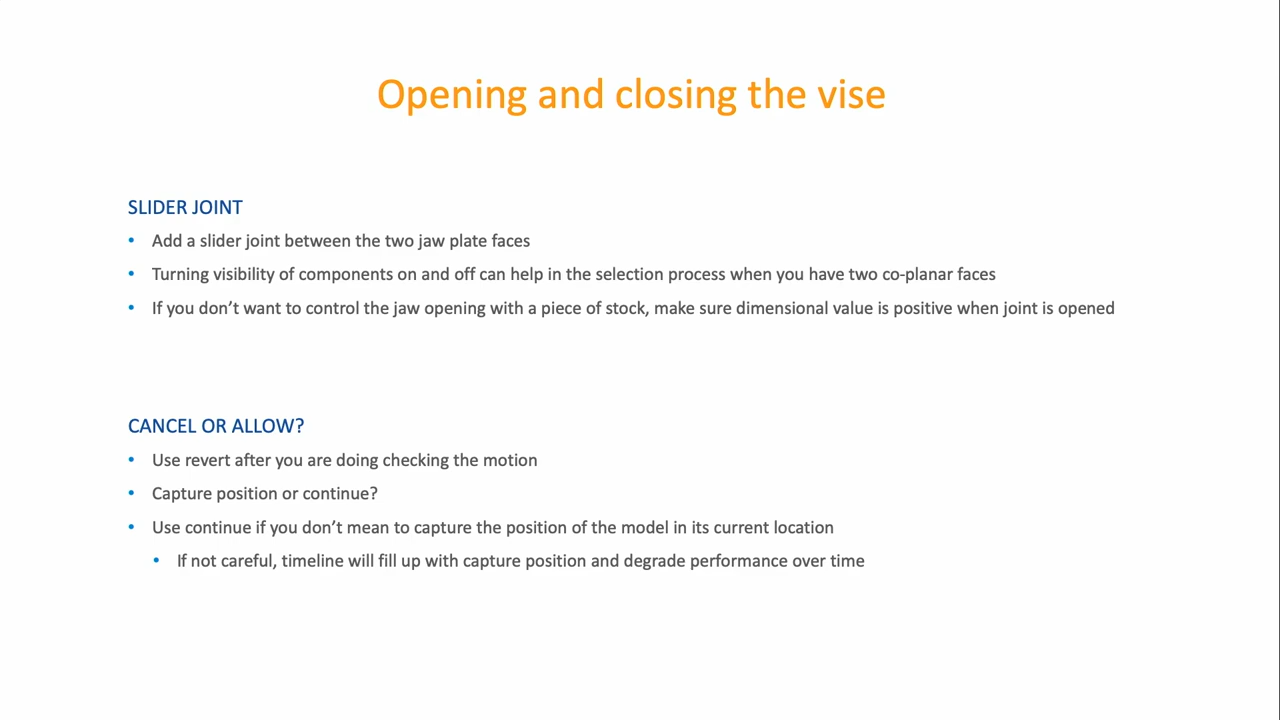 Opening and closing the vise
SLIDER JOINT
• Add a slider joint between the two jaw plate faces
• Turning visibility of components on and off can help in the selection process when you have two co-planar faces
• If you don’t want to control the jaw opening with a piece of stock, make sure dimensional value is positive when joint is opened
CANCEL OR ALLOW?
• Use revert after you are doing checking the motion
• Capture position or continue?
• Use continue if you don’t mean to capture the position of the model in its current location
• If not careful, timeline will fill up with capture position and degrade performance over time